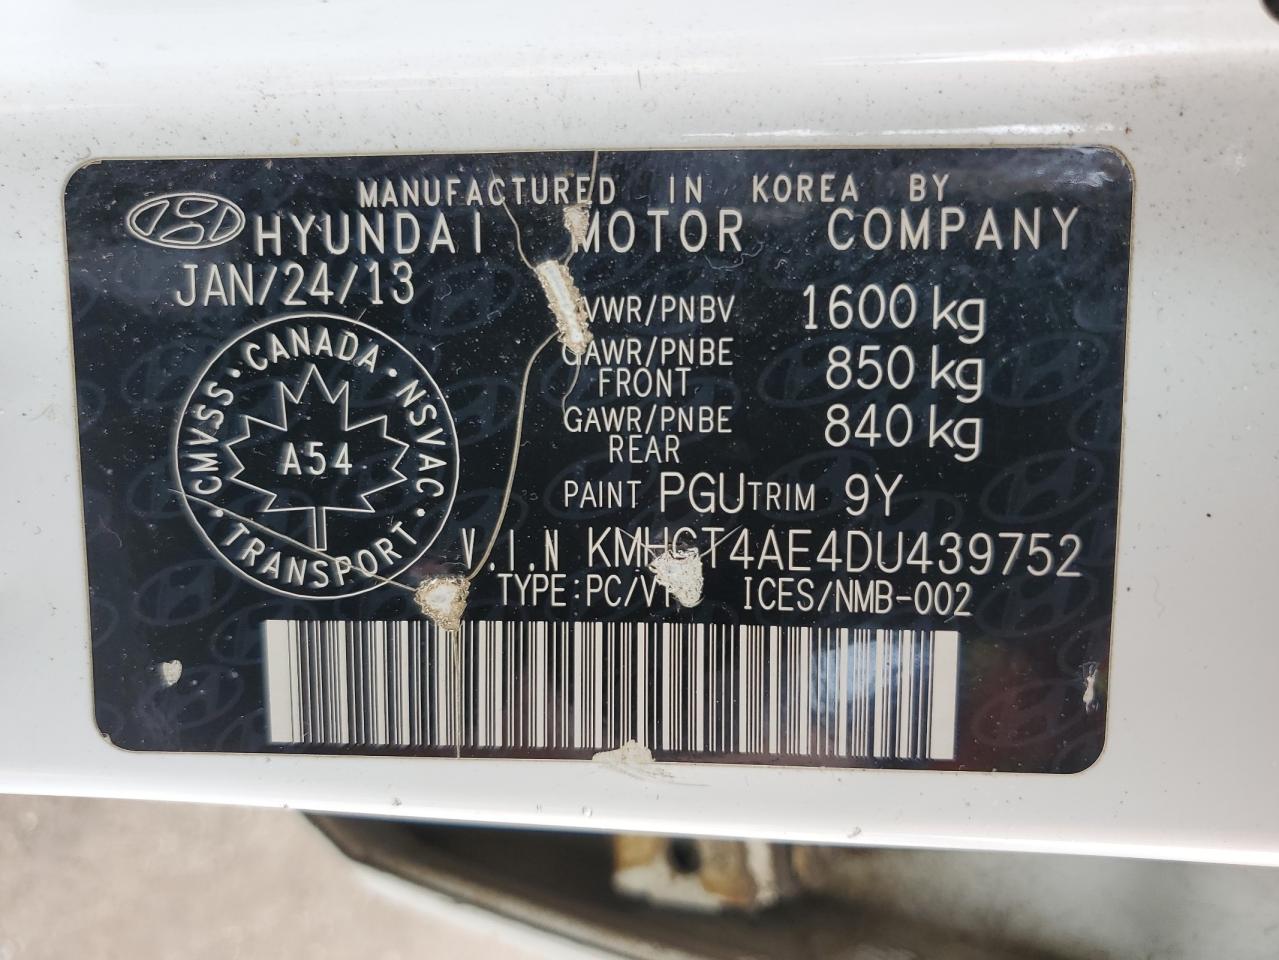 MANUFACTURED IN KOREA BY
HYUNDAI MOTOR COMPANY
JAN/24/13
VWR/PNBV 1600 kg
GAWR/PNBE FRONT 850 kg
GAWR/PNBE REAR 840 kg
CMVSS · CANADA · NSVAC · TRANSPORT ·
A54
PAINT PGU TRIM 9Y
V.I.N KMHCT4AE4DU439752
TYPE:PC/V ICES/NMB-002